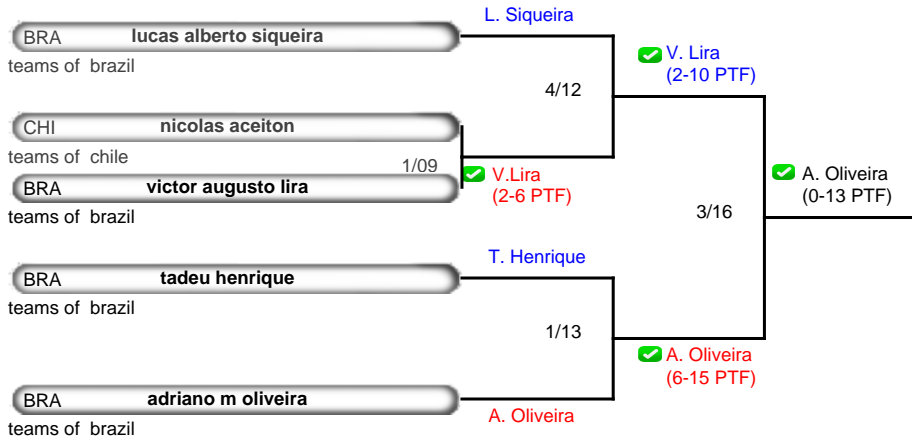 L. Siqueira
BRA lucas alberto siqueira
teams of brazil
V. Lira
(2-10 PTF)
4/12
CHI nicolas aceiton
teams of chile
1/09
V.Lira
(2-6 PTF)
BRA victor augusto lira
teams of brazil
A. Oliveira
(0-13 PTF)
3/16
T. Henrique
BRA tadeu henrique
teams of brazil
1/13
A. Oliveira
(6-15 PTF)
BRA adriano m oliveira
A. Oliveira
teams of brazil